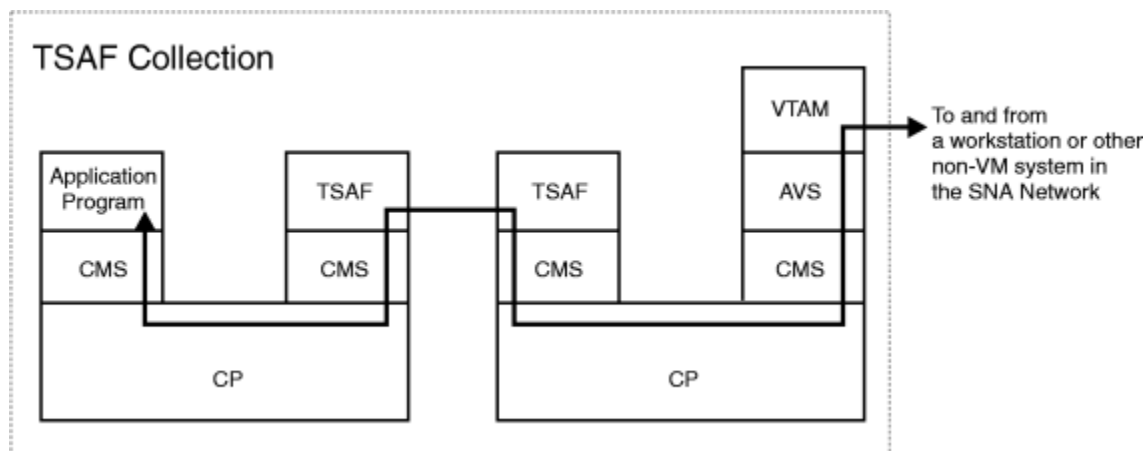 TSAF Collection
VTAM
To and from
a workstation or other
non-VM system in
the SNA Network
Application
Program
TSAF
TSAF
AVS
CMS
CMS
CMS
CMS
CP
CP